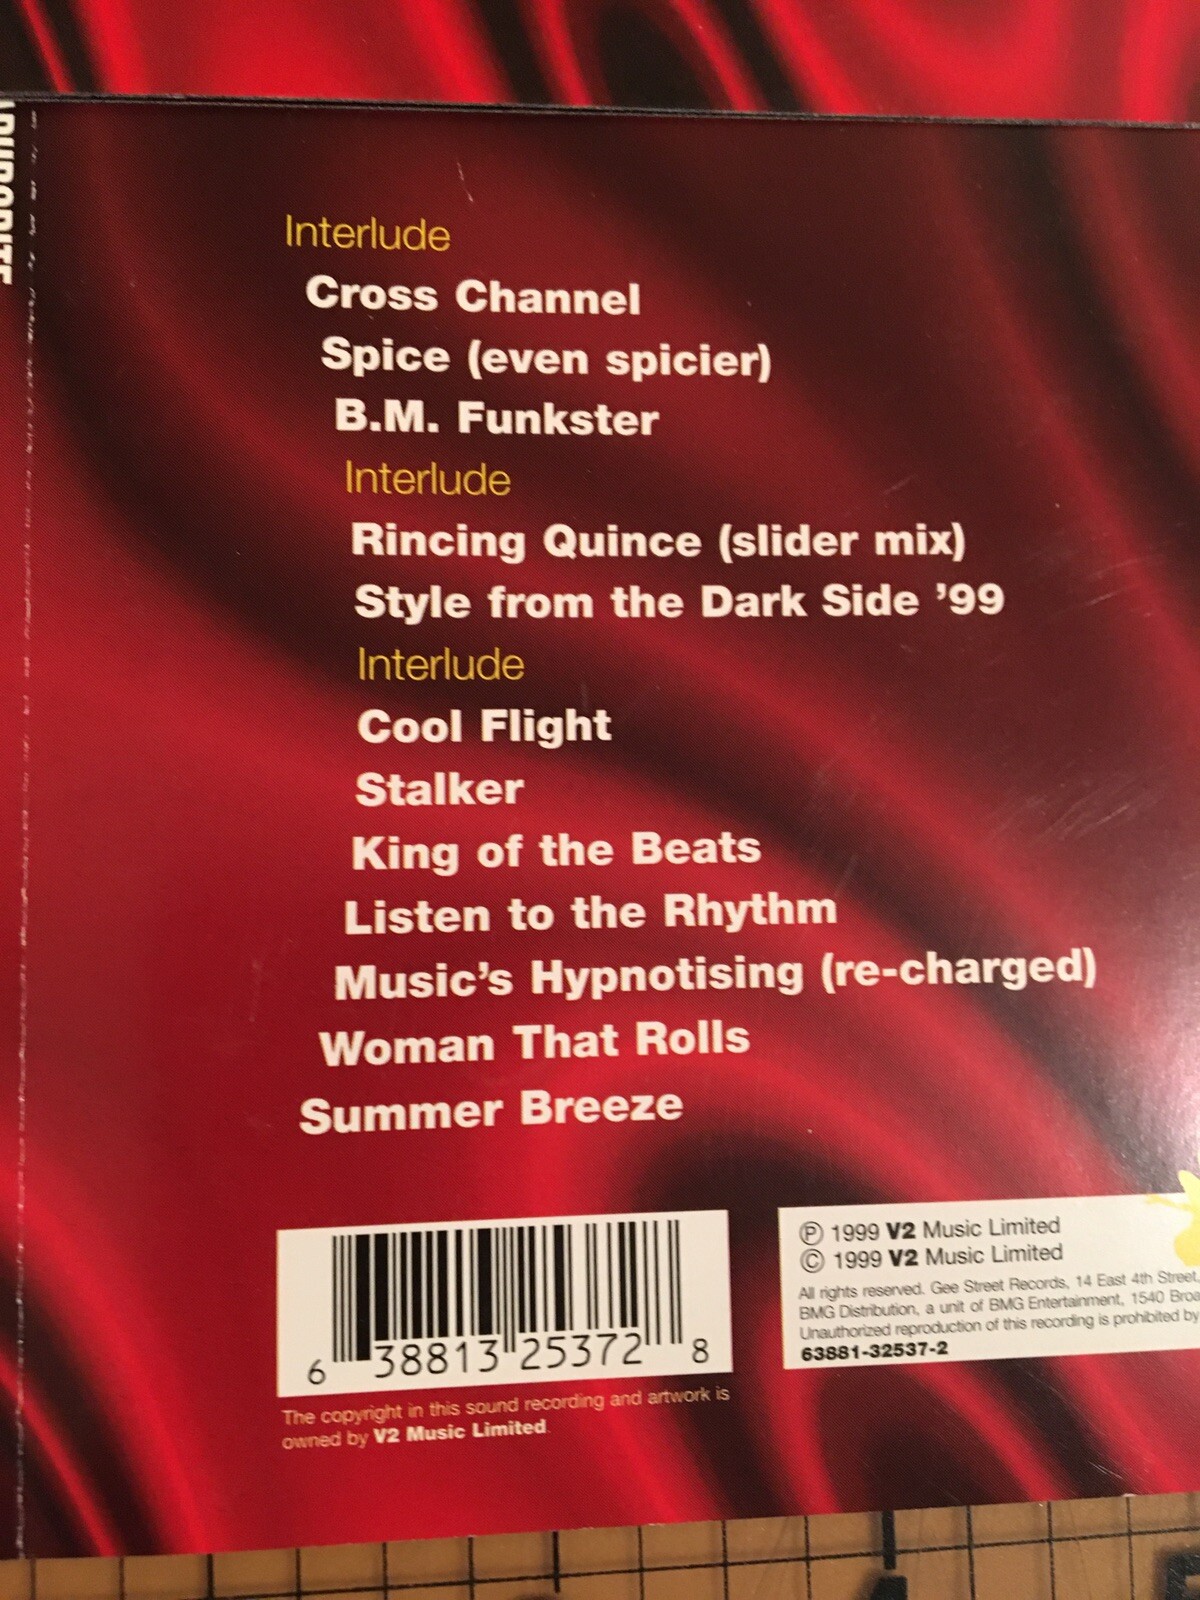 Interlude
Cross Channel
Spice (even spicier)
B.M. Funkster
Interlude
Rincing Quince (slider mix)
Style from the Dark Side ’99
Interlude
Cool Flight
Stalker
King of the Beats
Listen to the Rhythm
Music’s Hypnotising (re-charged)
Woman That Rolls
Summer Breeze
6 38813 25372 8
The copyright in this sound recording and artwork is
owned by V2 Music Limited.
Ⓟ 1999 V2 Music Limited
© 1999 V2 Music Limited
All rights reserved. Gee Street Records, 14 East 4th Street,
BMG Distribution, a unit of BMG Entertainment, 1540
Unauthorized reproduction of this recording is prohibited by
63881-32537-2